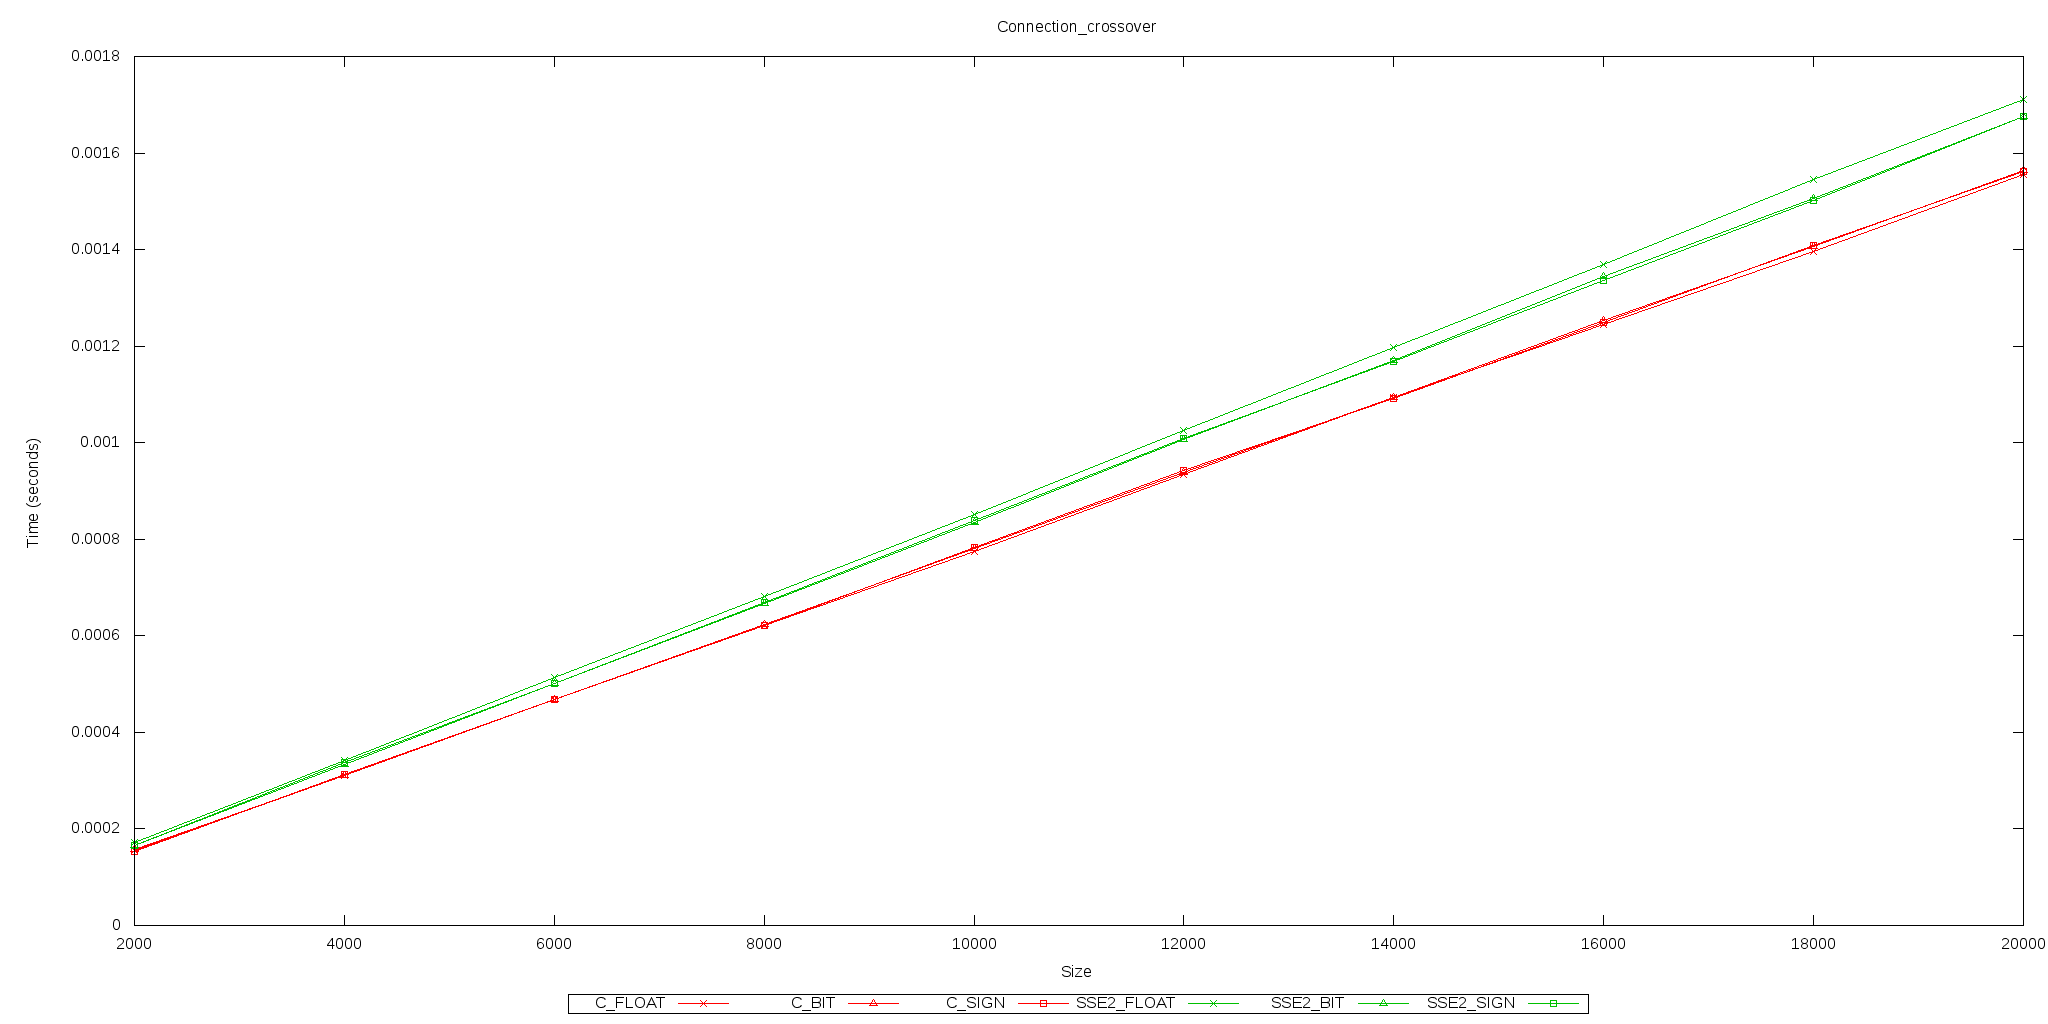 Connection_crossover
0.0018
0.0016
0.0014
0.0012
0.001
0.0008
0.0006
0.0004
0.0002
0
Time (seconds)
2000 4000 6000 8000 10000 12000 14000 16000 18000 20000
Size
C_FLOAT C_BIT C_SIGN SSE2_FLOAT SSE2_BIT SSE2_SIGN